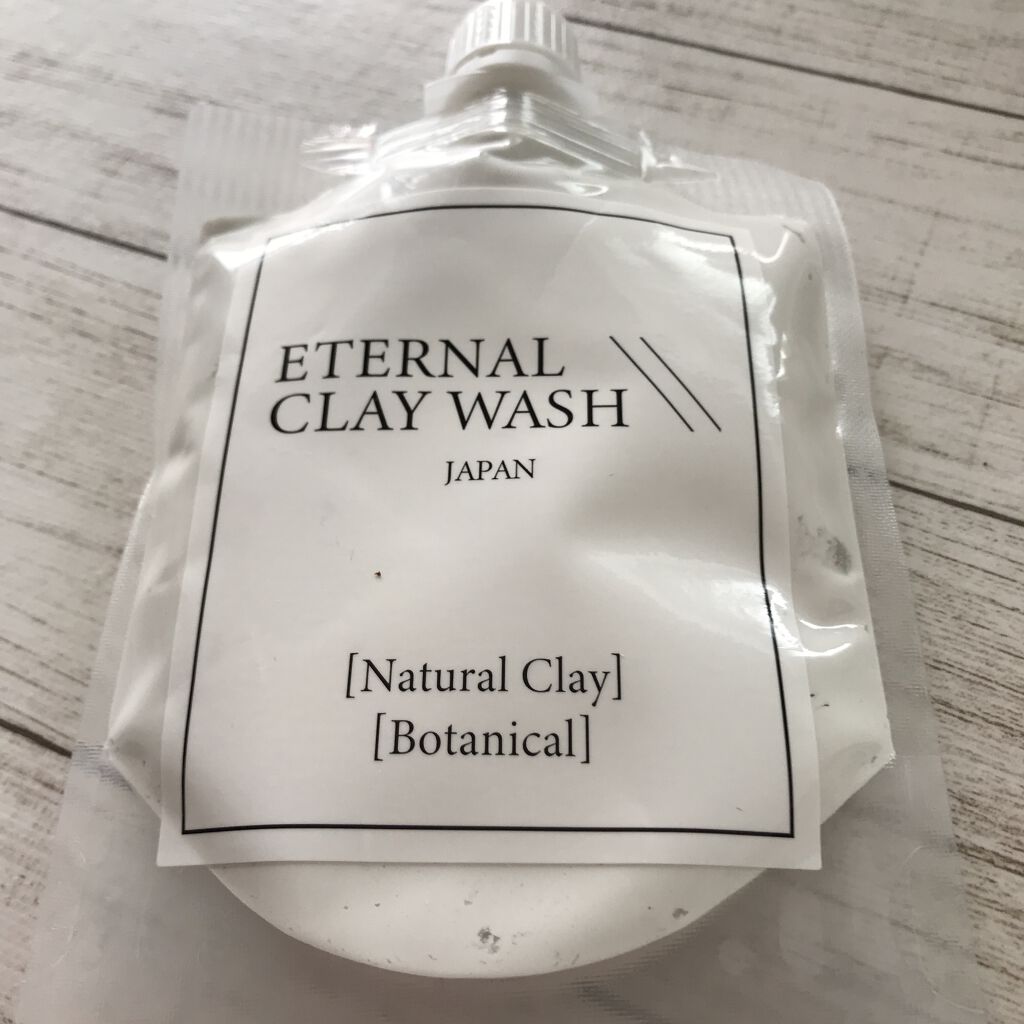 ETERNAL
CLAY WASH
JAPAN
[Natural Clay]
[Botanical]